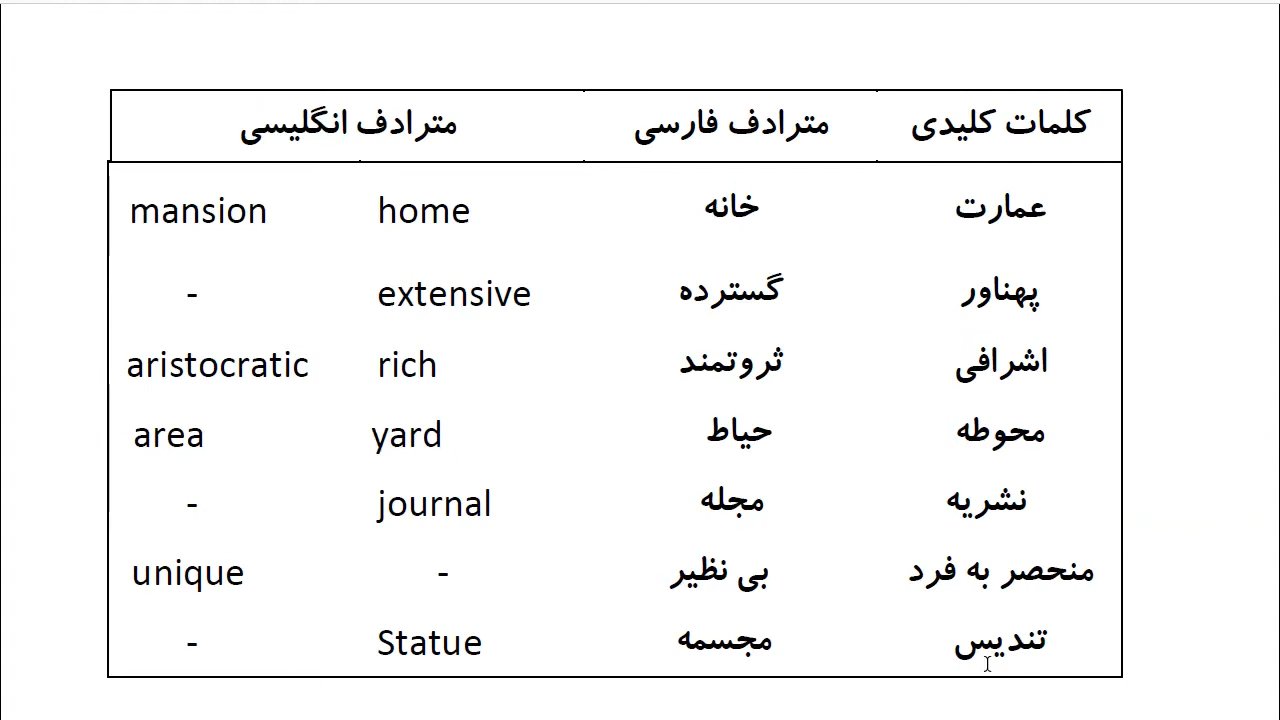 کلمات کلیدی مترادف فارسی مترادف انگلیسی
عمارت خانه home mansion
پهناور گسترده extensive -
اشرافی ثروتمند rich aristocratic
محوطه حیاط yard area
نشریه مجله journal -
منحصر به فرد بی نظیر - unique
تندیس مجسمه Statue -